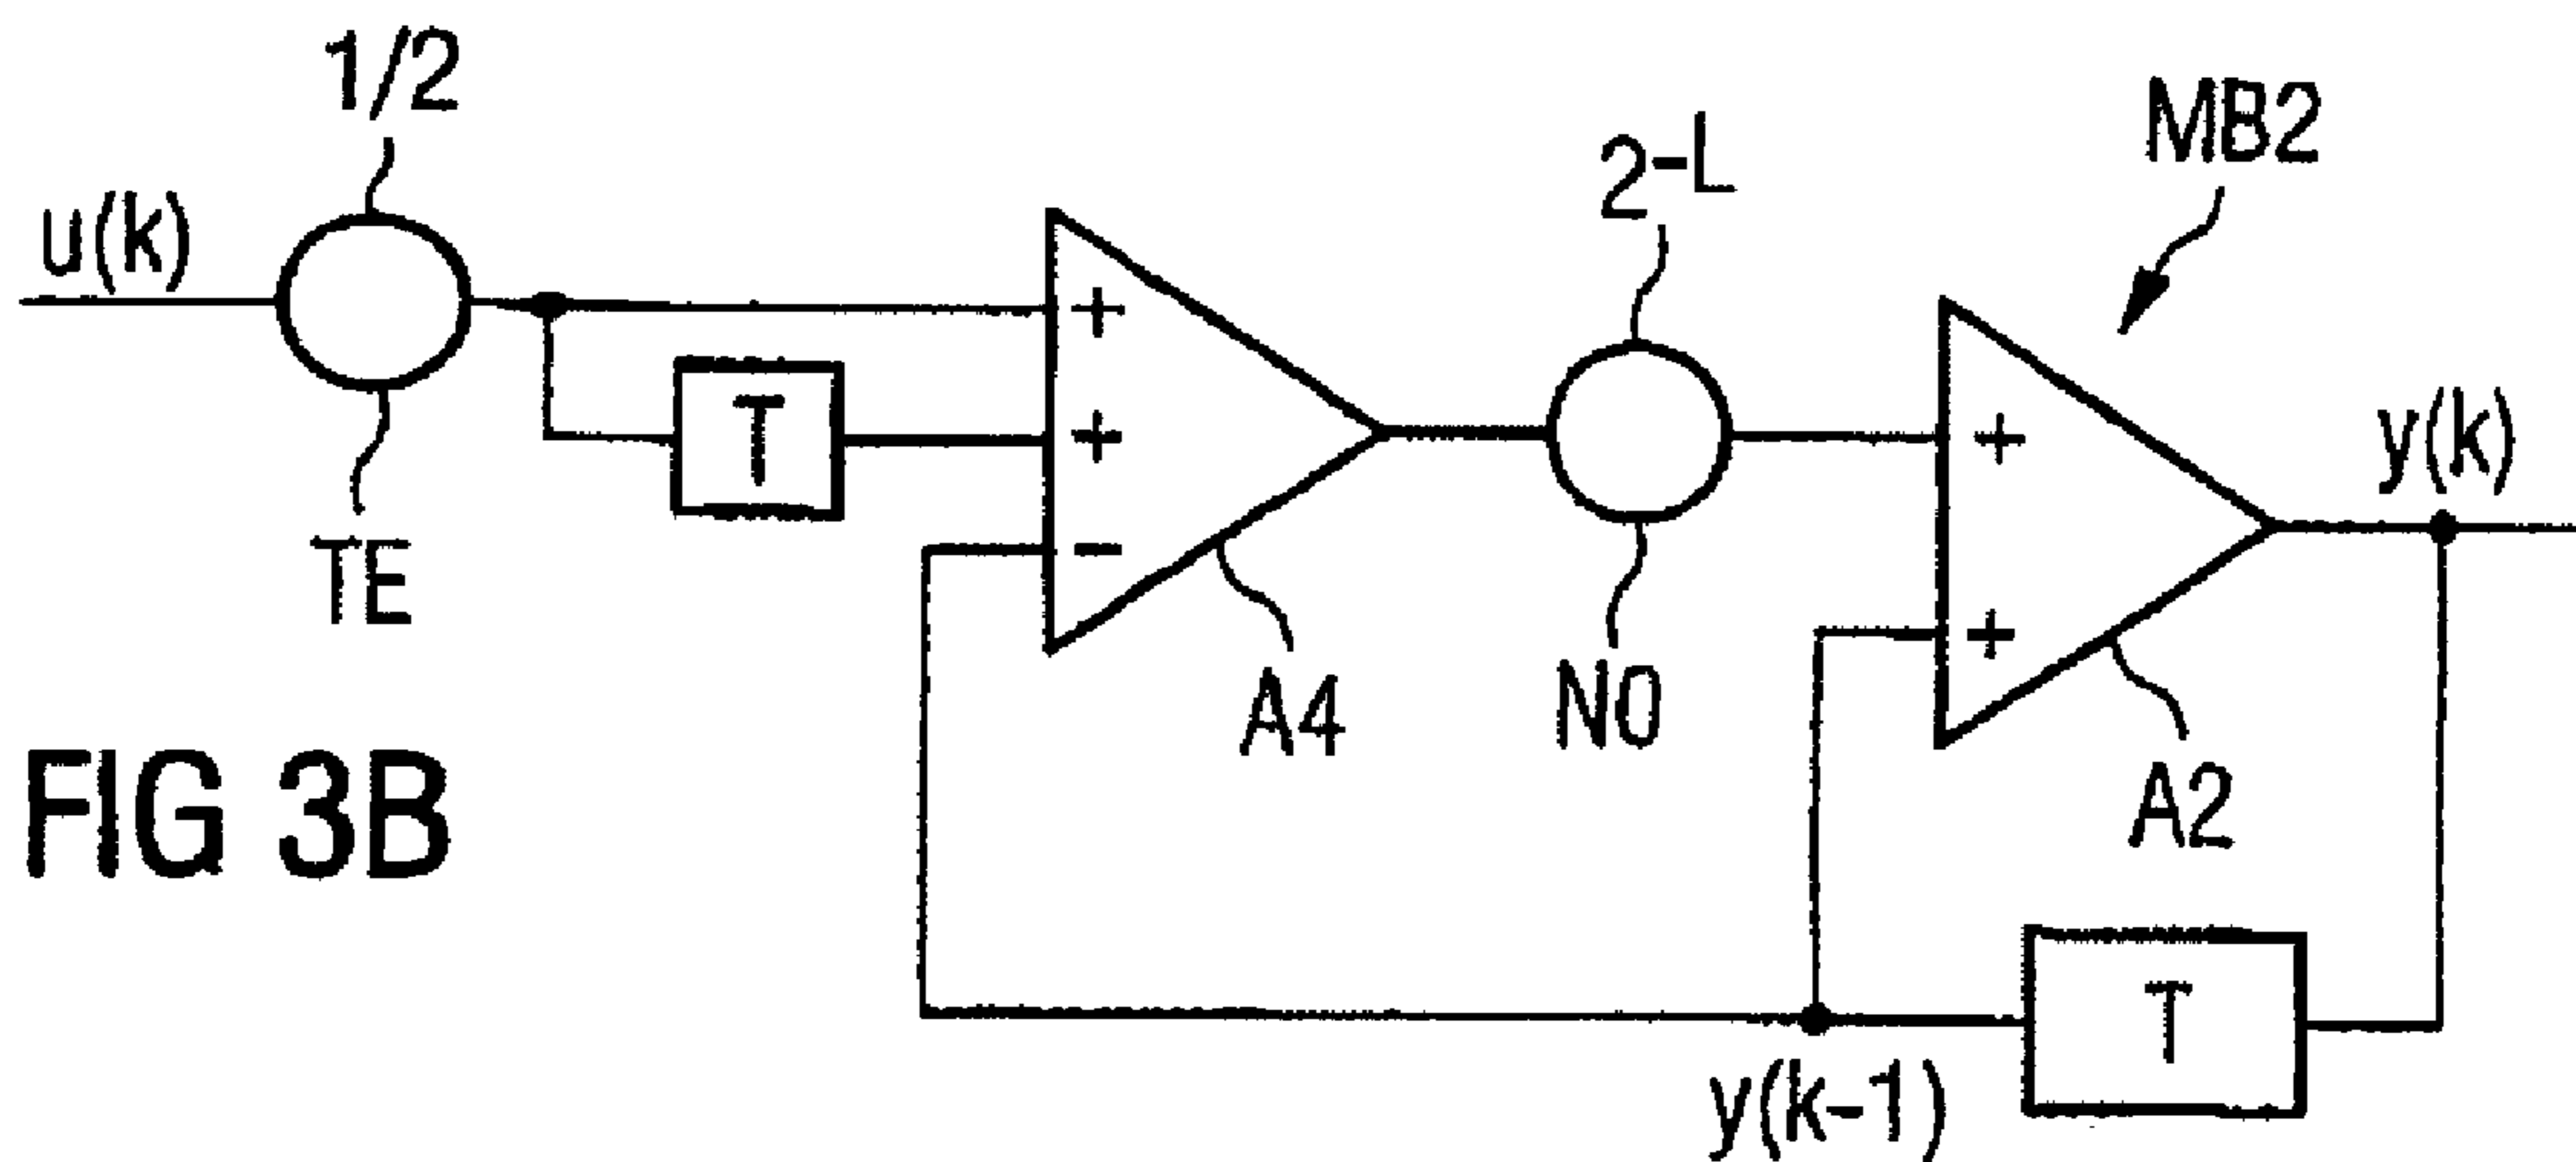 1/2
u(k)
TE
T
+
+
-
A4
2-L
N0
MB2
+
+
A2
y(k)
T
y(k-1)
FIG 3B